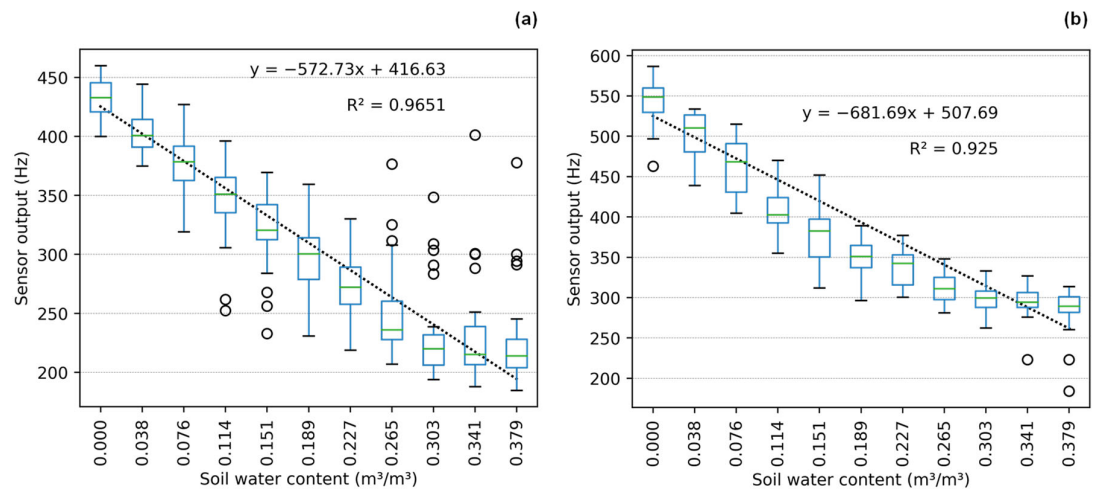 (a)
y = −572.73x + 416.63
R² = 0.9651
450
400
350
300
250
200
Sensor output (Hz)
0.000 0.038 0.076 0.114 0.151 0.189 0.227 0.265 0.303 0.341 0.379
Soil water content (m³/m³)
(b)
y = −681.69x + 507.69
R² = 0.925
600
550
500
450
400
350
300
250
200
Sensor output (Hz)
0.000 0.038 0.076 0.114 0.151 0.189 0.227 0.265 0.303 0.341 0.379
Soil water content (m³/m³)